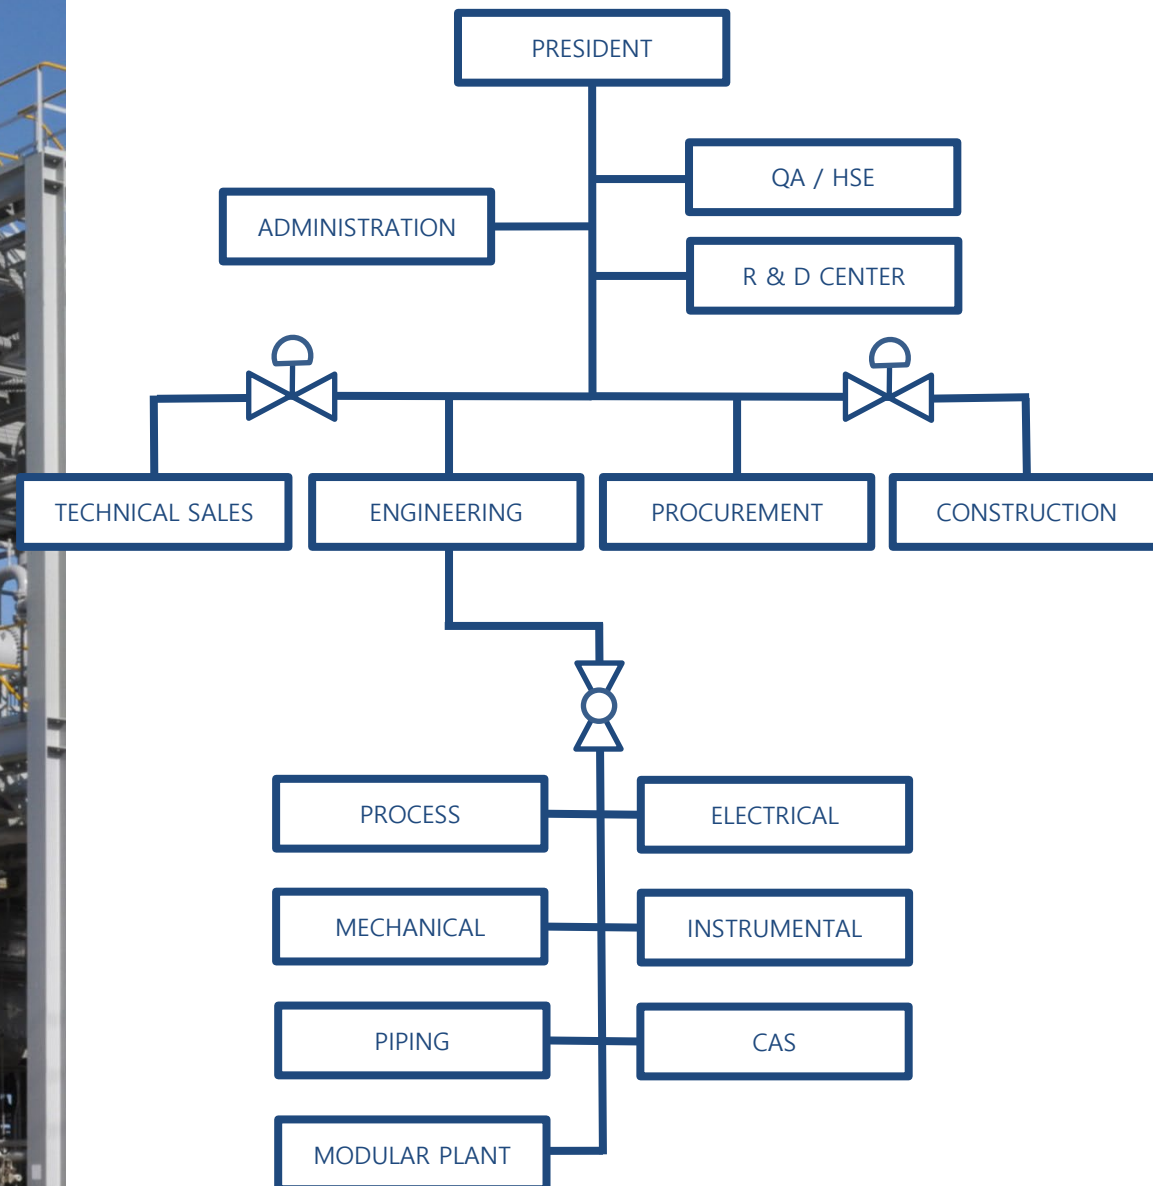 PRESIDENT
QA / HSE
ADMINISTRATION
R & D CENTER
TECHNICAL SALES
ENGINEERING
PROCUREMENT
CONSTRUCTION
PROCESS
ELECTRICAL
MECHANICAL
INSTRUMENTAL
PIPING
CAS
MODULAR PLANT